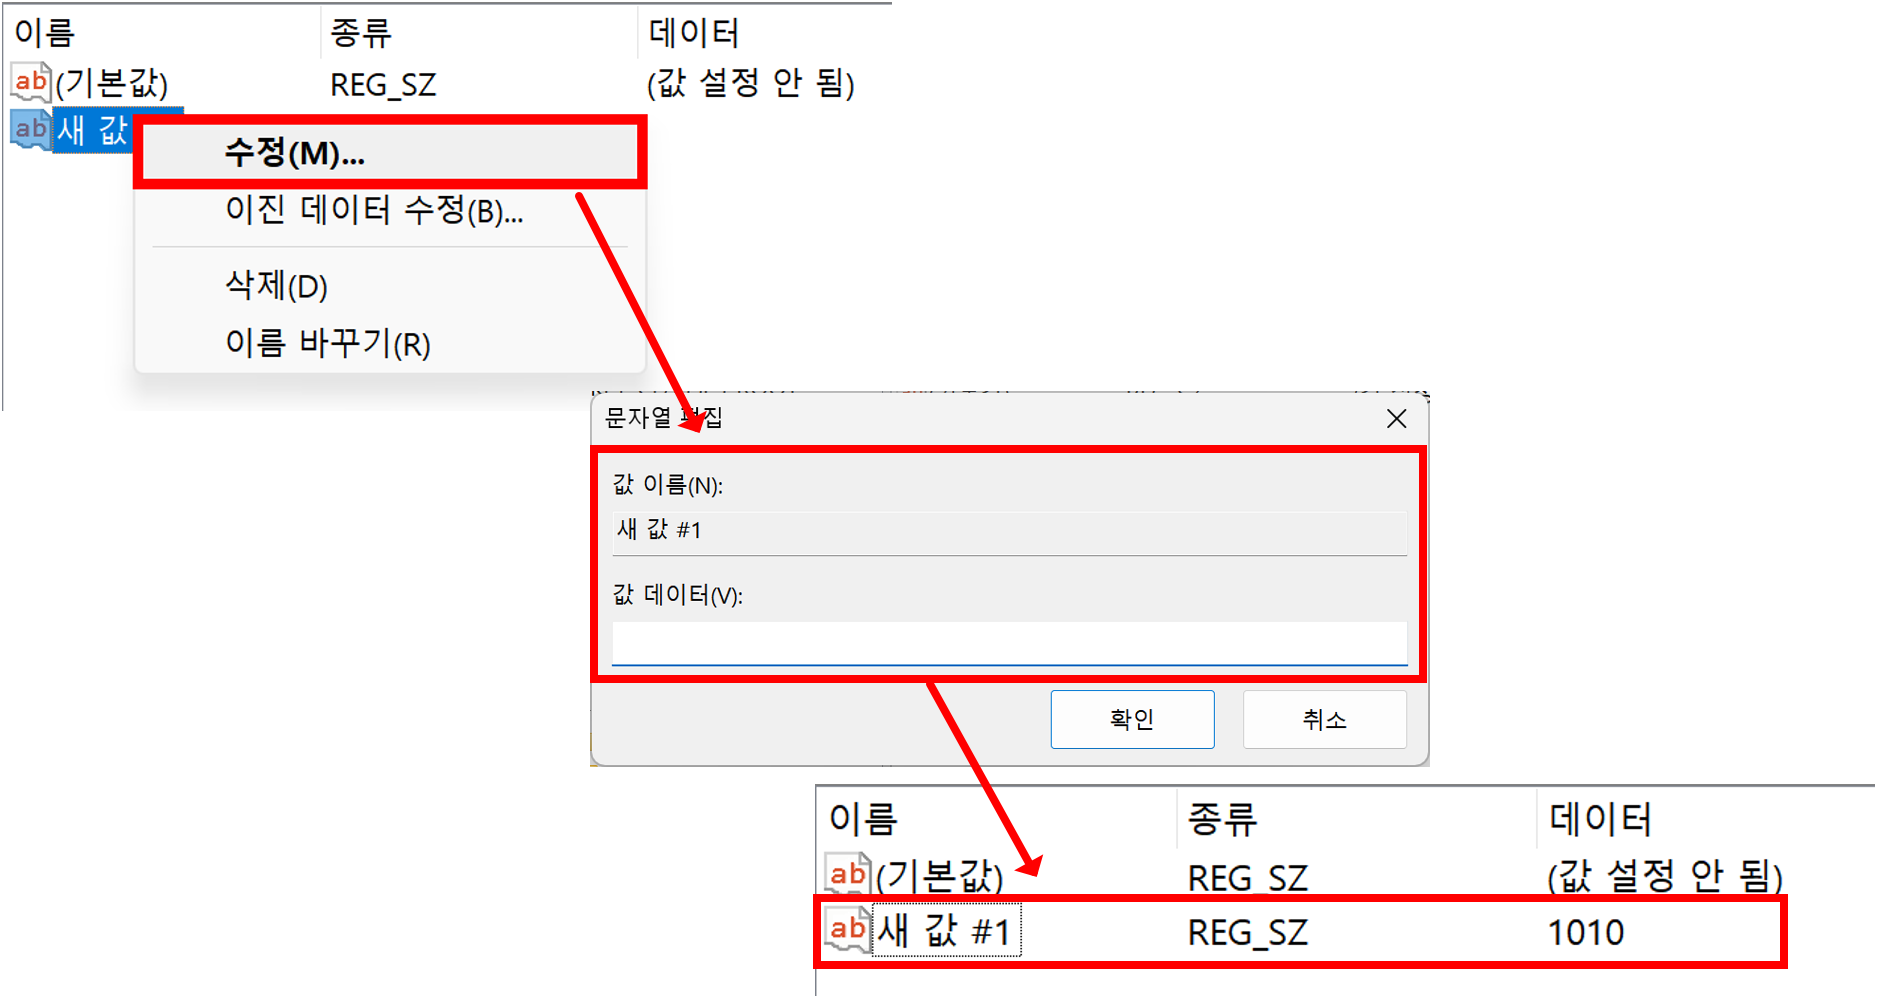 이름 종류 데이터
ab (기본값) REG_SZ (값 설정 안 됨)
ab 새 값
수정(M)...
이진 데이터 수정(B)...
삭제(D)
이름 바꾸기(R)
문자열 편집
값 이름(N):
새 값 #1
값 데이터(V):
확인 취소
이름 종류 데이터
ab (기본값) REG_SZ (값 설정 안 됨)
ab 새 값 #1 REG_SZ 1010